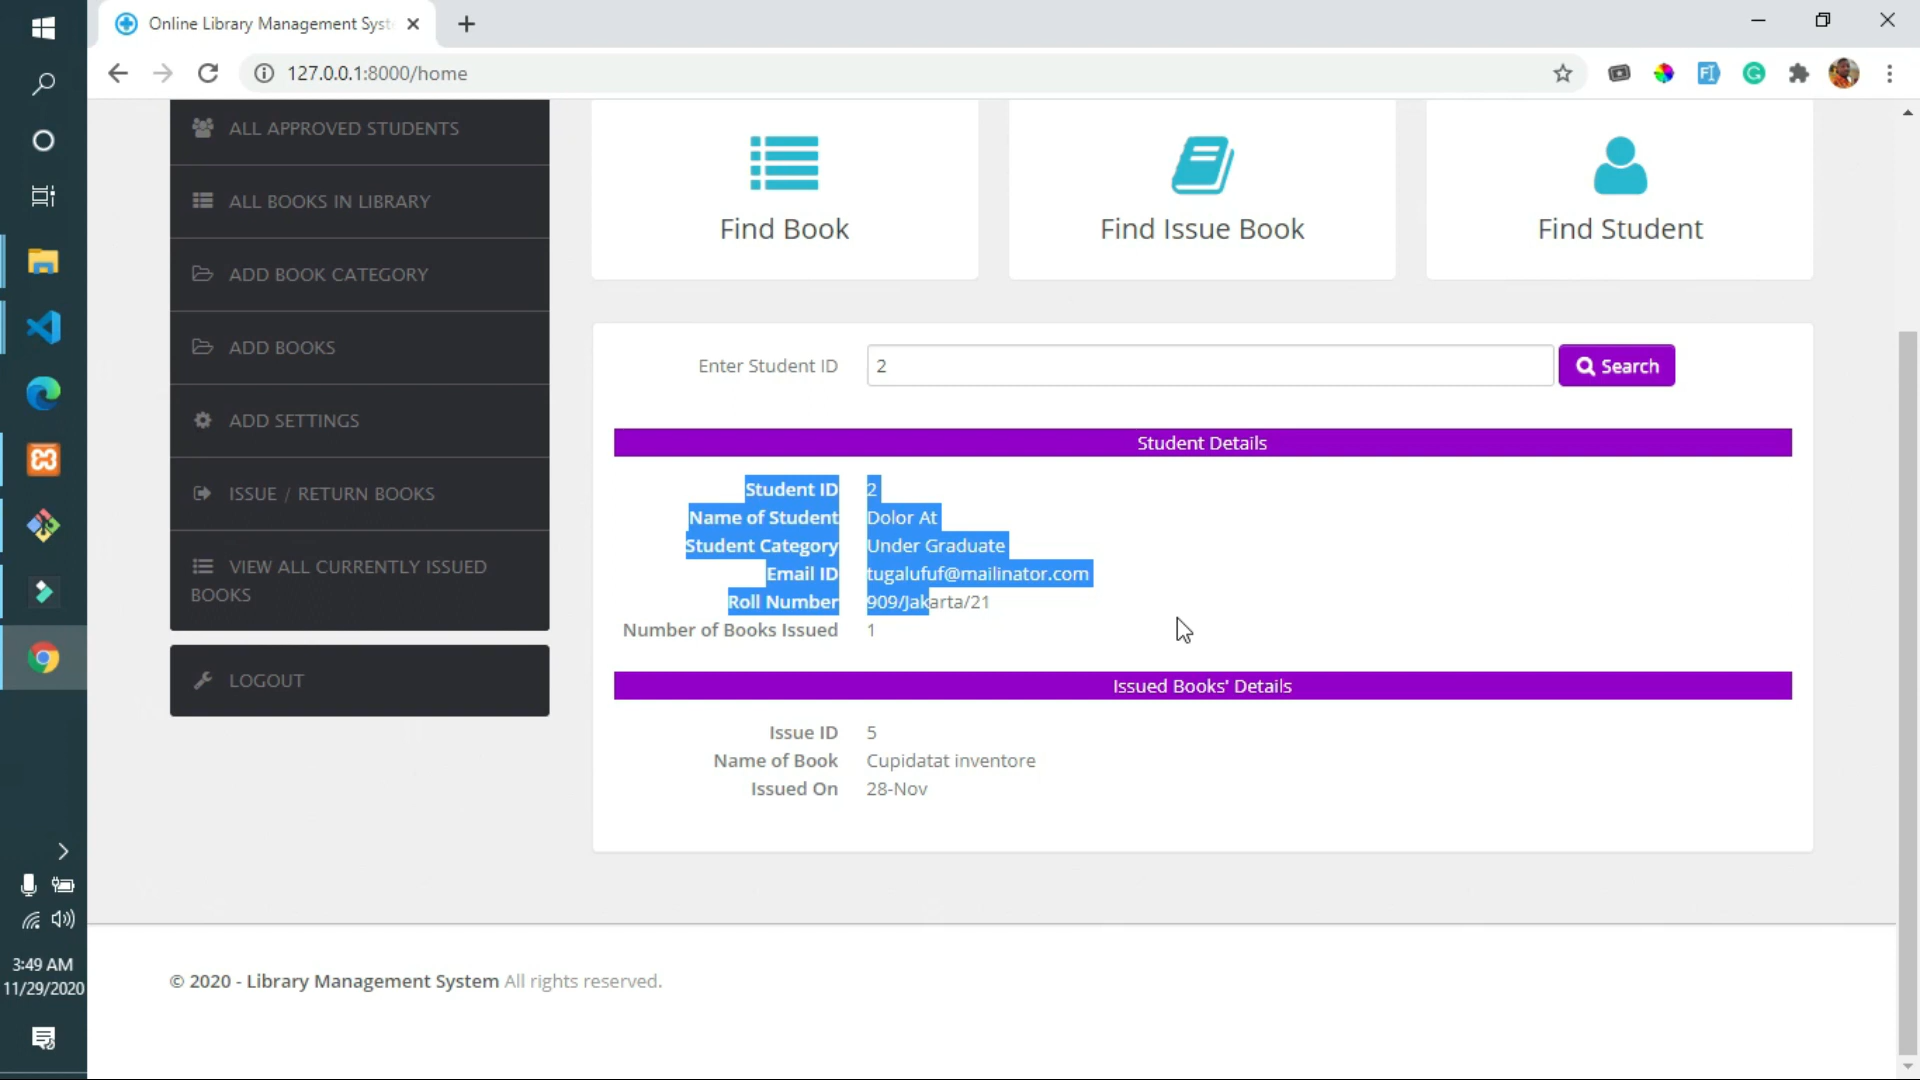 Online Library Management Syst
127.0.0.1:8000/home
ALL APPROVED STUDENTS
ALL BOOKS IN LIBRARY
ADD BOOK CATEGORY
ADD BOOKS
ADD SETTINGS
ISSUE / RETURN BOOKS
VIEW ALL CURRENTLY ISSUED
BOOKS
LOGOUT
Find Book
Find Issue Book
Find Student
Enter Student ID 2 Search
Student Details
Student ID 2
Name of Student Dolor At
Student Category Under Graduate
Email ID tugalufuf@mailinator.com
Roll Number 909/Jakarta/21
Number of Books Issued 1
Issued Books' Details
Issue ID 5
Name of Book Cupidatat inventore
Issued On 28-Nov
© 2020 - Library Management System All rights reserved.
3:49 AM
11/29/2020